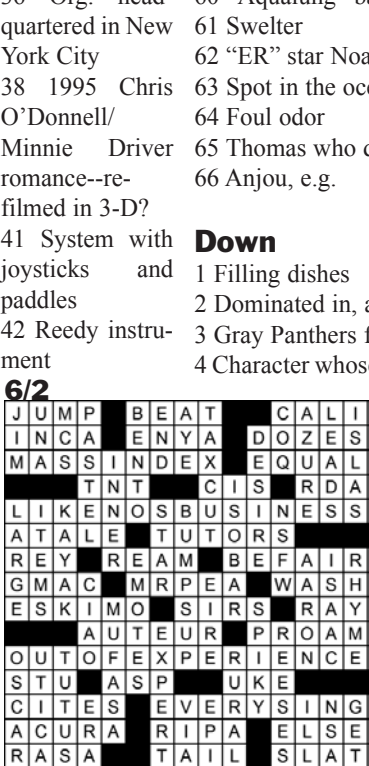 quartered in New
York City
38 1995 Chris
O'Donnell/
Minnie Driver
romance--re-
filmed in 3-D?
41 System with
joysticks and
paddles
42 Reedy instru-
ment
61 Swelter
62 “ER” star Noa
63 Spot in the oce
64 Foul odor
65 Thomas who
66 Anjou, e.g.
Down
1 Filling dishes
2 Dominated in, a
3 Gray Panthers f
4 Character whose
6/2
JUMP BEAT CALI
INCA ENYA DOZES
MASSINDEX EQUAL
TNT CIS RDA
LIKENOSBUSINESS
ATALE TUTORS
REY REAM BEFAIR
GMAC MRPEA WASH
ESKIMO SIRS RAY
AUTEUR PROAM
OUTOFEXPERIENCE
STU ASP UKE
CITES EVERYSING
ACURA RIPA ELSE
RASA TAIL SLAT